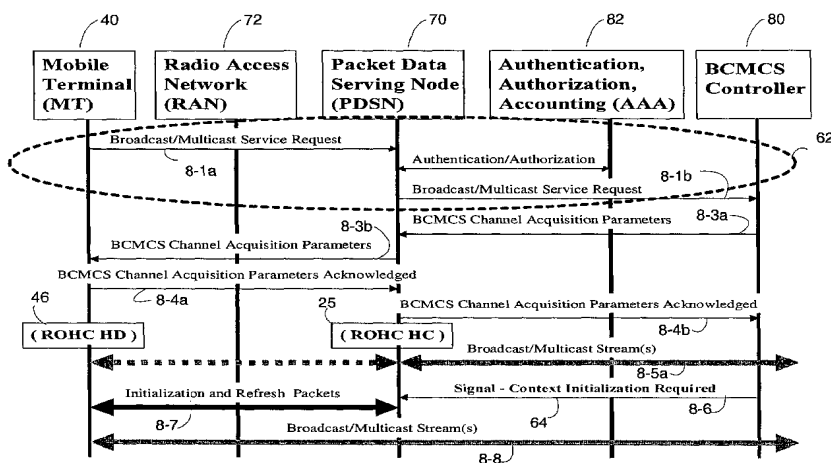 40
72
70
82
80
Mobile
Terminal
(MT)
Radio Access
Network
(RAN)
Packet Data
Serving Node
(PDSN)
Authentication,
Authorization,
Accounting (AAA)
BCMCS
Controller
Broadcast/Multicast Service Request
62
8-1a
Authentication/Authorization
Broadcast/Multicast Service Request
8-1b
8-3b
BCMCS Channel Acquisition Parameters
8-3a
BCMCS Channel Acquisition Parameters
BCMCS Channel Acquisition Parameters Acknowledged
8-4a
46
25
BCMCS Channel Acquisition Parameters Acknowledged
8-4b
(ROHC HD)
(ROHC HC)
Broadcast/Multicast Stream(s)
8-5a
Initialization and Refresh Packets
Signal - Context Initialization Required
8-7
64
8-6
Broadcast/Multicast Stream(s)
8-8